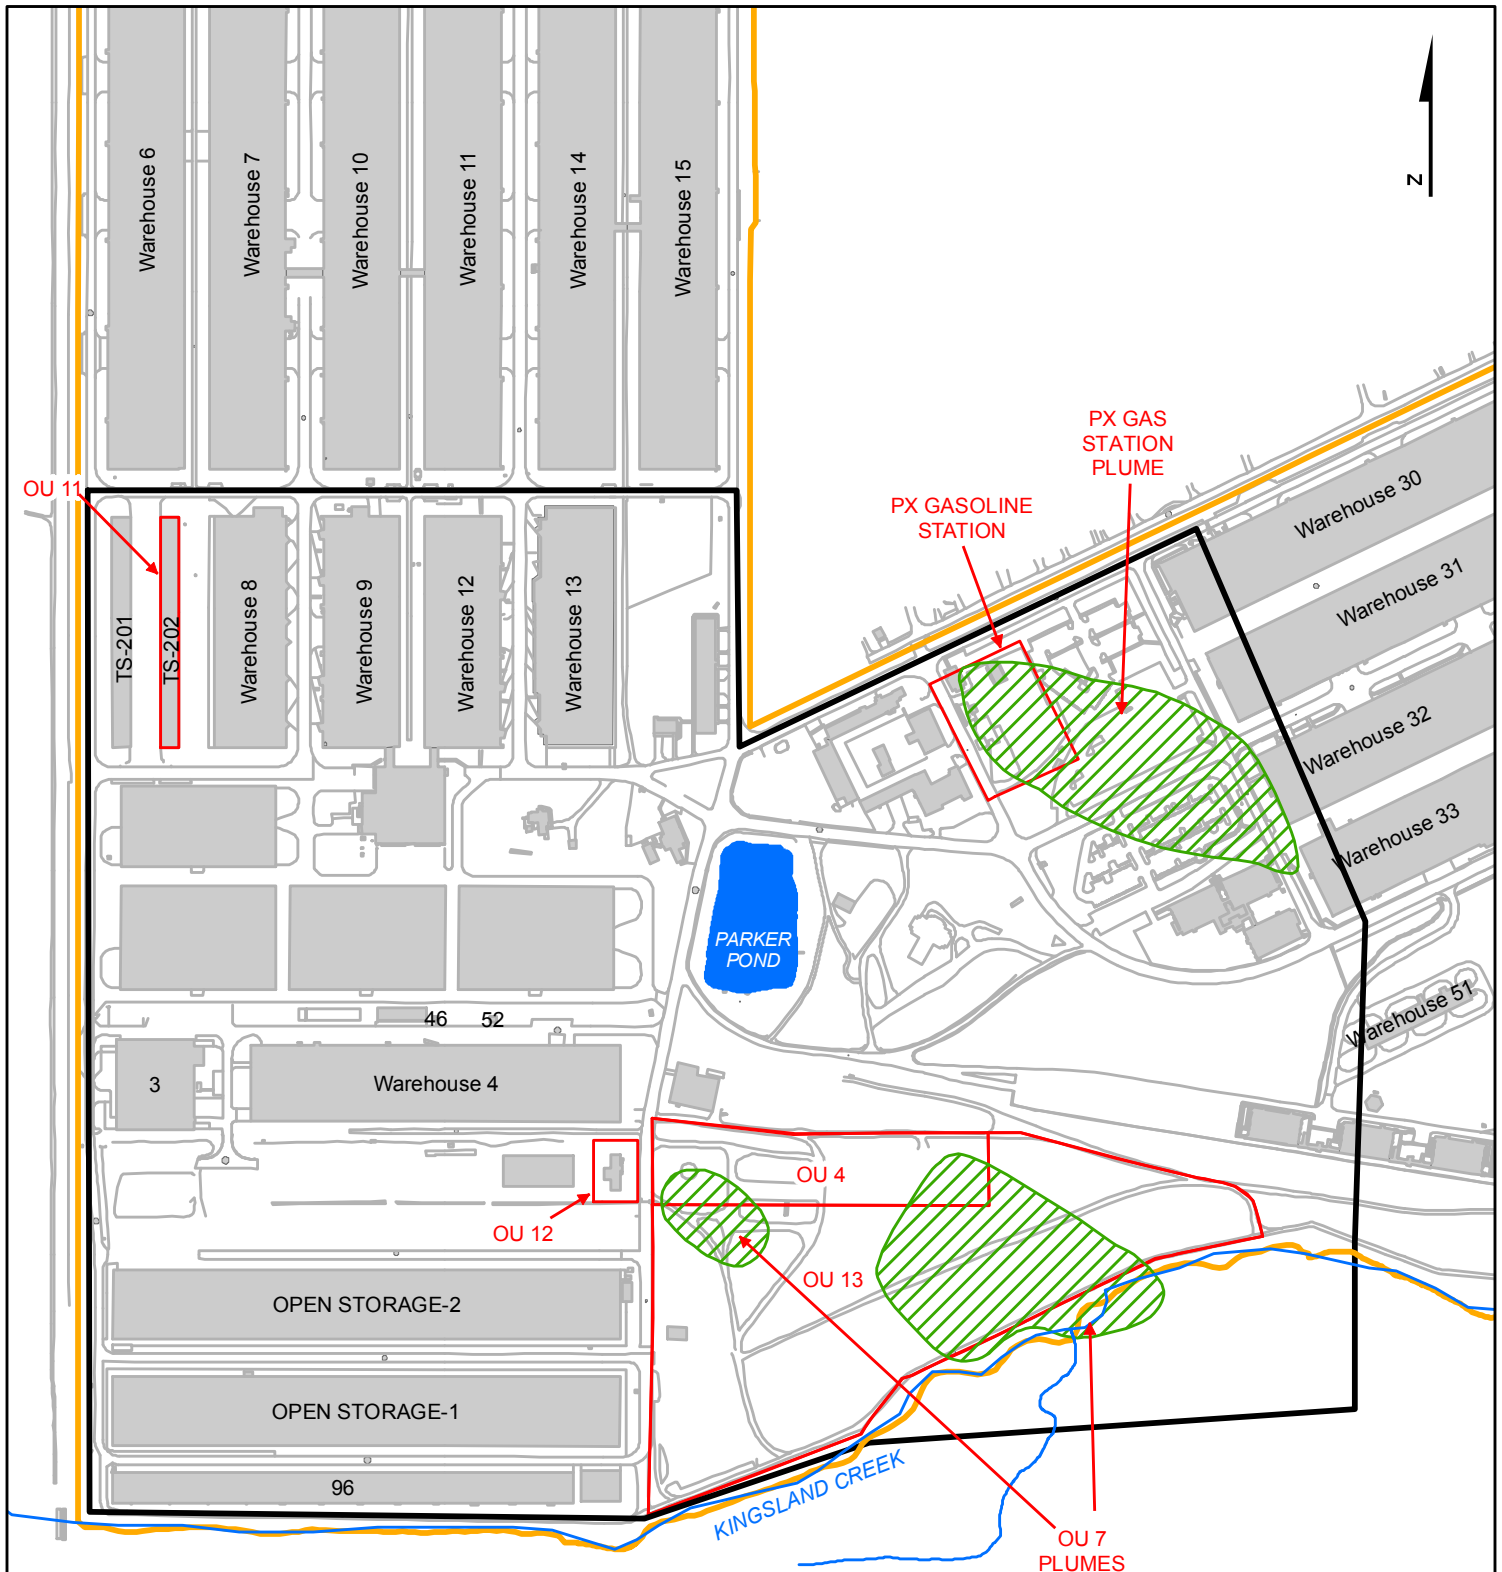 Warehouse 6
Warehouse 7
Warehouse 10
Warehouse 11
Warehouse 14
Warehouse 15
N
PX GAS
STATION
PLUME
PX GASOLINE
STATION
OU 11
Warehouse 30
Warehouse 31
Warehouse 32
Warehouse 33
Warehouse 51
TS-201
TS-202
Warehouse 8
Warehouse 9
Warehouse 12
Warehouse 13
PARKER
POND
46
52
3
Warehouse 4
OU 4
OU 12
OU 13
OPEN STORAGE-2
OPEN STORAGE-1
96
KINGSLAND CREEK
OU 7
PLUMES